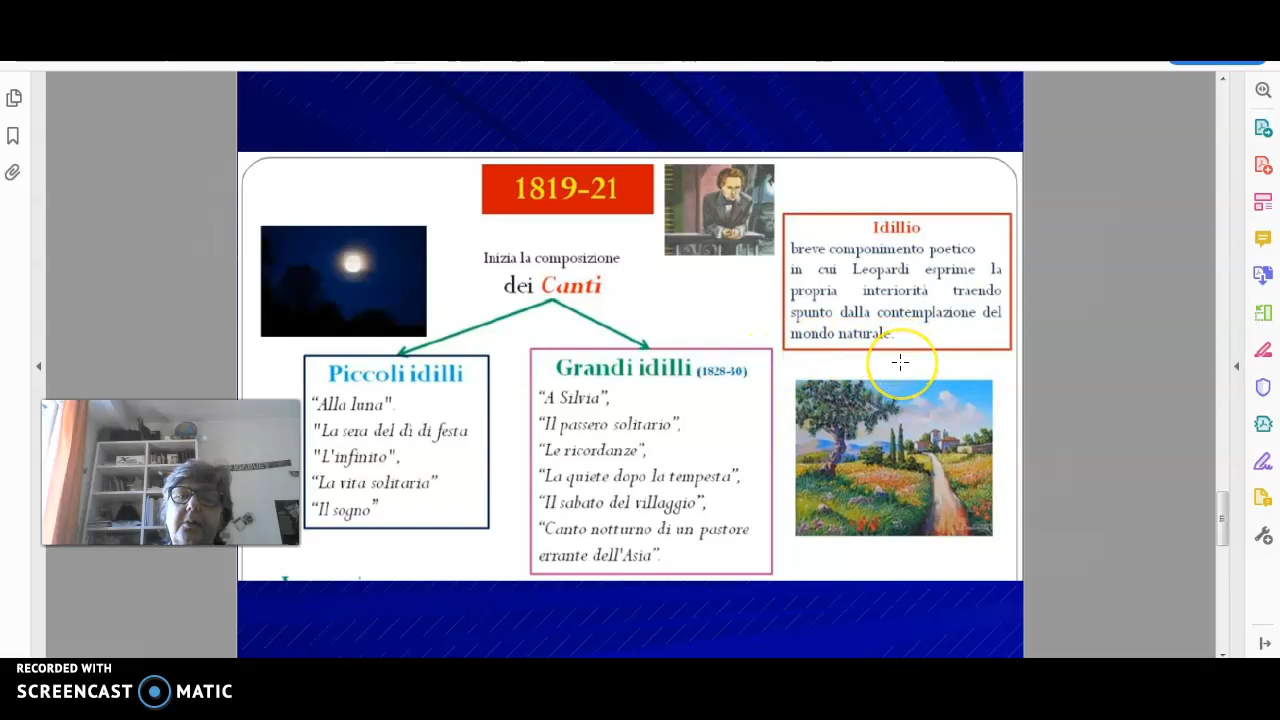 1819-21
Inizia la composizione
dei Canti
Idillio
breve componimento poetico
in cui Leopardi esprime la
propria interiorità traendo
spunto dalla contemplazione del
mondo naturale.
Piccoli idilli
"Alla luna".
"La sera del dì di festa
"L'infinito",
"La vita solitaria"
"Il sogno"
Grandi idilli (1828-30)
"A Silvia",
"Il passero solitario",
"Le ricordanze",
"La quiete dopo la tempesta",
"Il sabato del villaggio",
"Canto notturno di un pastore
errante dell'Asia".
RECORDED WITH
SCREENCAST MATIC